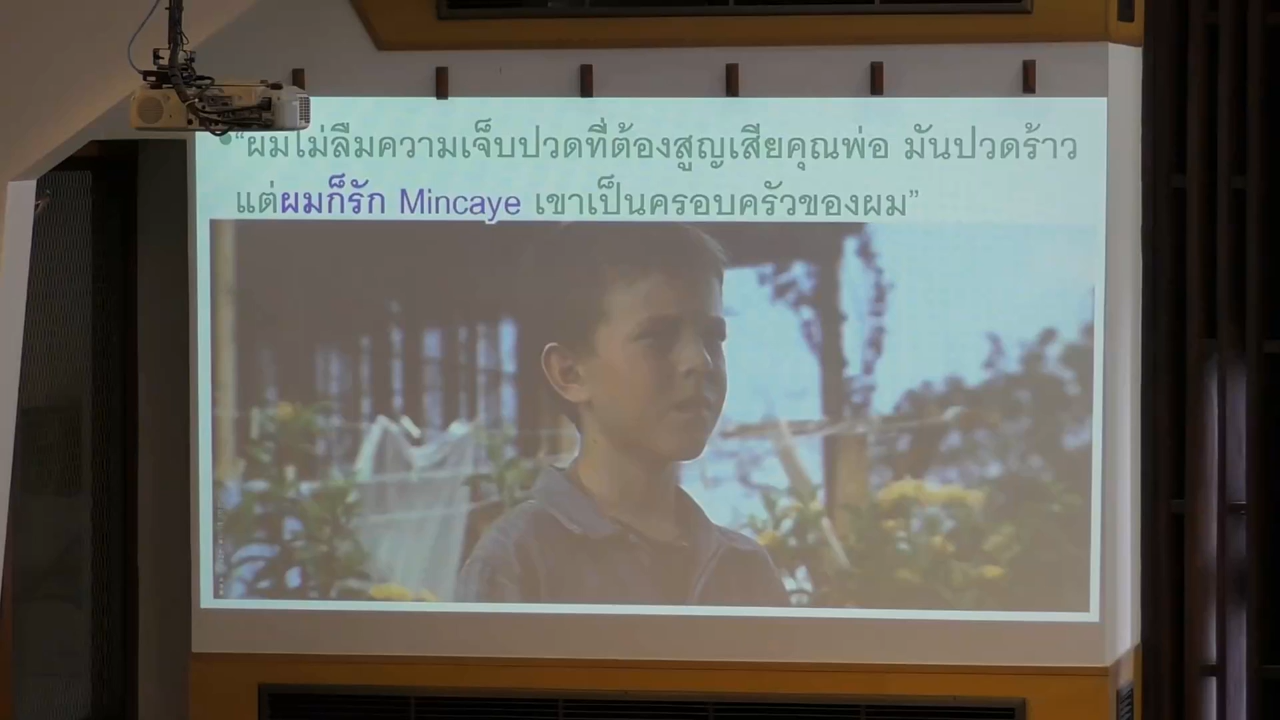 •“ผมไม่ลืมความเจ็บปวดที่ต้องสูญเสียคุณพ่อ มันปวดร้าว
แต่ผมก็รัก Mincaye เขาเป็นครอบครัวของผม”